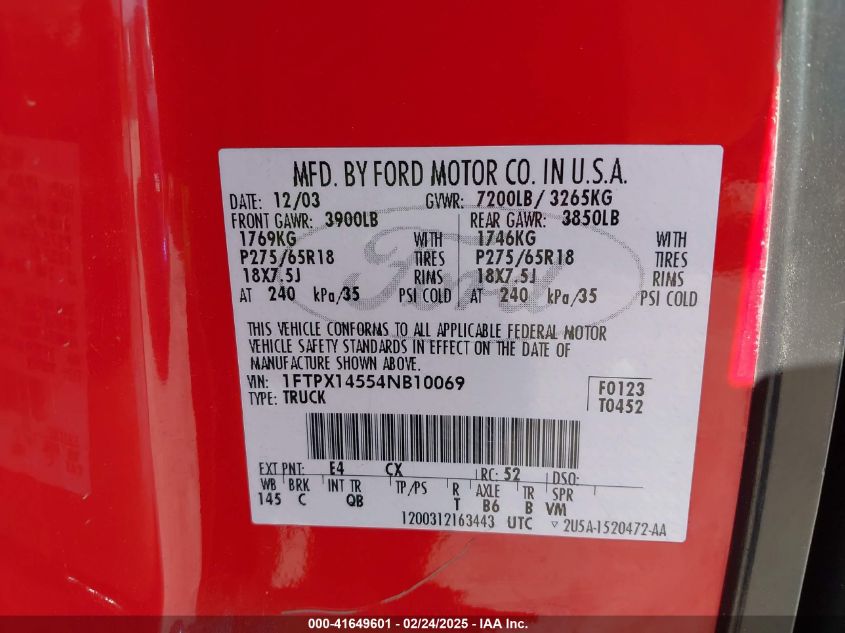 MFD. BY FORD MOTOR CO. IN U.S.A.
DATE: 12/03 GVWR: 7200LB/ 3265KG
FRONT GAWR: 3900LB REAR GAWR: 3850LB
1769KG WITH 1746KG WITH
P275/65R18 TIRES P275/65R18 TIRES
18X7.5J RIMS 18X7.5J RIMS
AT 240 kPa/35 PSI COLD AT 240 kPa/35 PSI COLD
Ford
THIS VEHICLE CONFORMS TO ALL APPLICABLE FEDERAL MOTOR
VEHICLE SAFETY STANDARDS IN EFFECT ON THE DATE OF
MANUFACTURE SHOWN ABOVE.
VIN: 1FTPX14554NB10069 F0123
TYPE: TRUCK T0452
EXT PNT: E4 CX RC: 52 DSO:
WB BRK INT TR TP/PS R AXLE TR SPR
145 C QB T B6 B VM
1200312163443 UTC ▽ 2U5A-1520472-AA
000-41649601 - 02/24/2025 - IAA Inc.